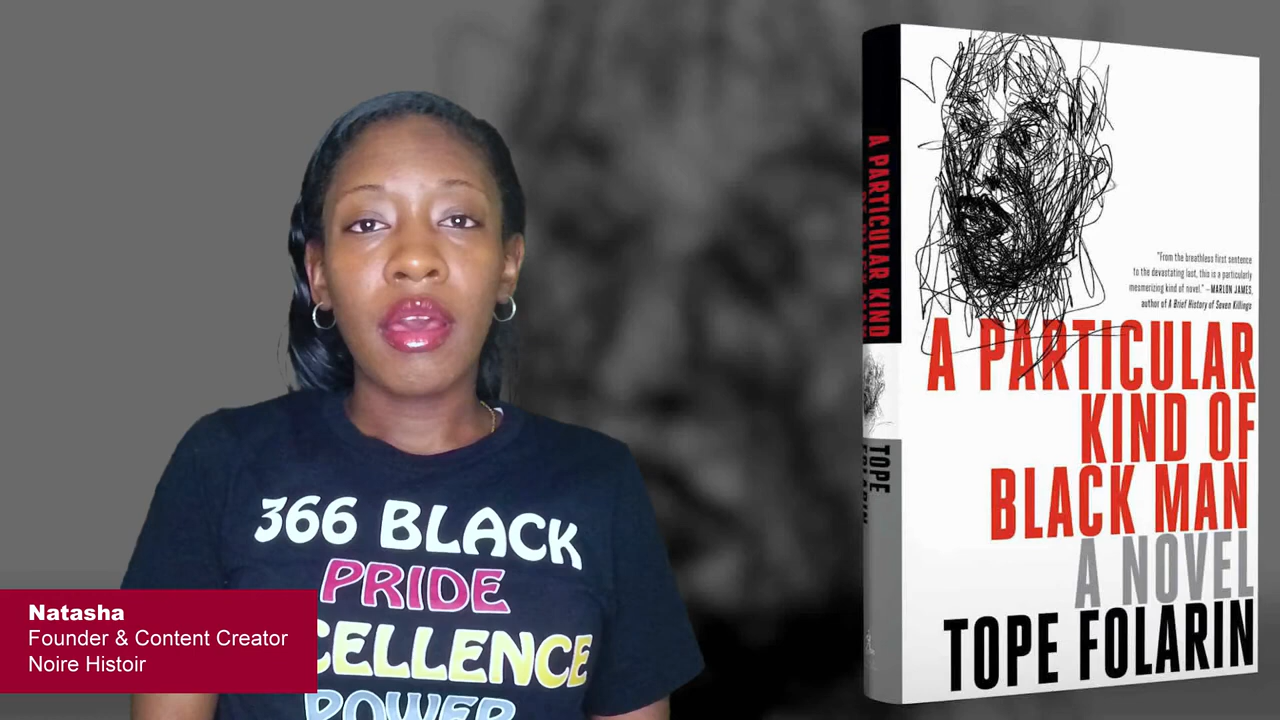 366 BLACK
PRIDE
CELLENCE
POWER
Natasha
Founder & Content Creator
Noire Histoir
A PARTICULAR KIND
OF BLACK MAN
TOPE
FOLARIN
"From the breathless first sentence
to the devastating last, this is a particularly
mesmerizing kind of novel." —MARLON JAMES,
author of A Brief History of Seven Killings
A PARTICULAR
KIND OF
BLACK MAN
A NOVEL
TOPE FOLARIN